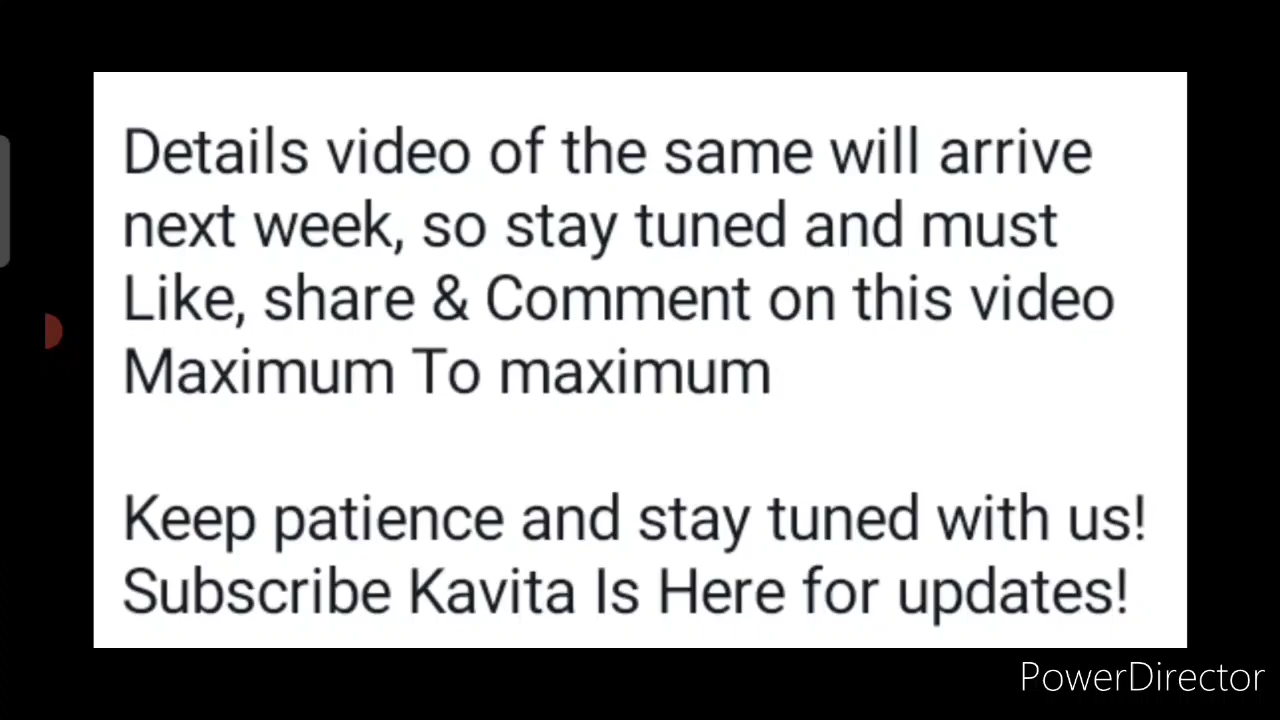 Details video of the same will arrive
next week, so stay tuned and must
Like, share & Comment on this video
Maximum To maximum
Keep patience and stay tuned with us!
Subscribe Kavita Is Here for updates!
PowerDirector